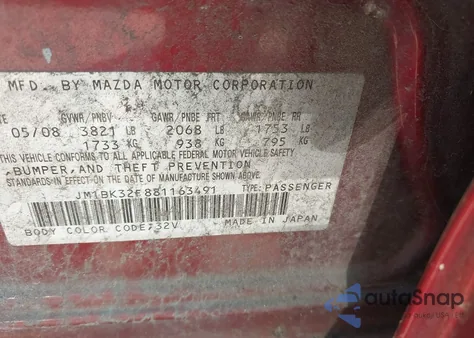 MFD. BY MAZDA MOTOR CORPORATION
GVWR/PNBV GAWR/PNBE FRT GAWR/PNBE RR
05/08 3821 LB 2068 LB 1753 LB
1733 KG 938 KG 795 KG
THIS VEHICLE CONFORMS TO ALL APPLICABLE FEDERAL MOTOR VEHICLE SAFETY,
BUMPER, AND THEFT PREVENTION
STANDARDS IN EFFECT ON THE DATE OF MANUFACTURE SHOWN ABOVE.
JM1BK32F881163491 TYPE:PASSENGER
BODY COLOR CODE:32V MADE IN JAPAN
autoSnap